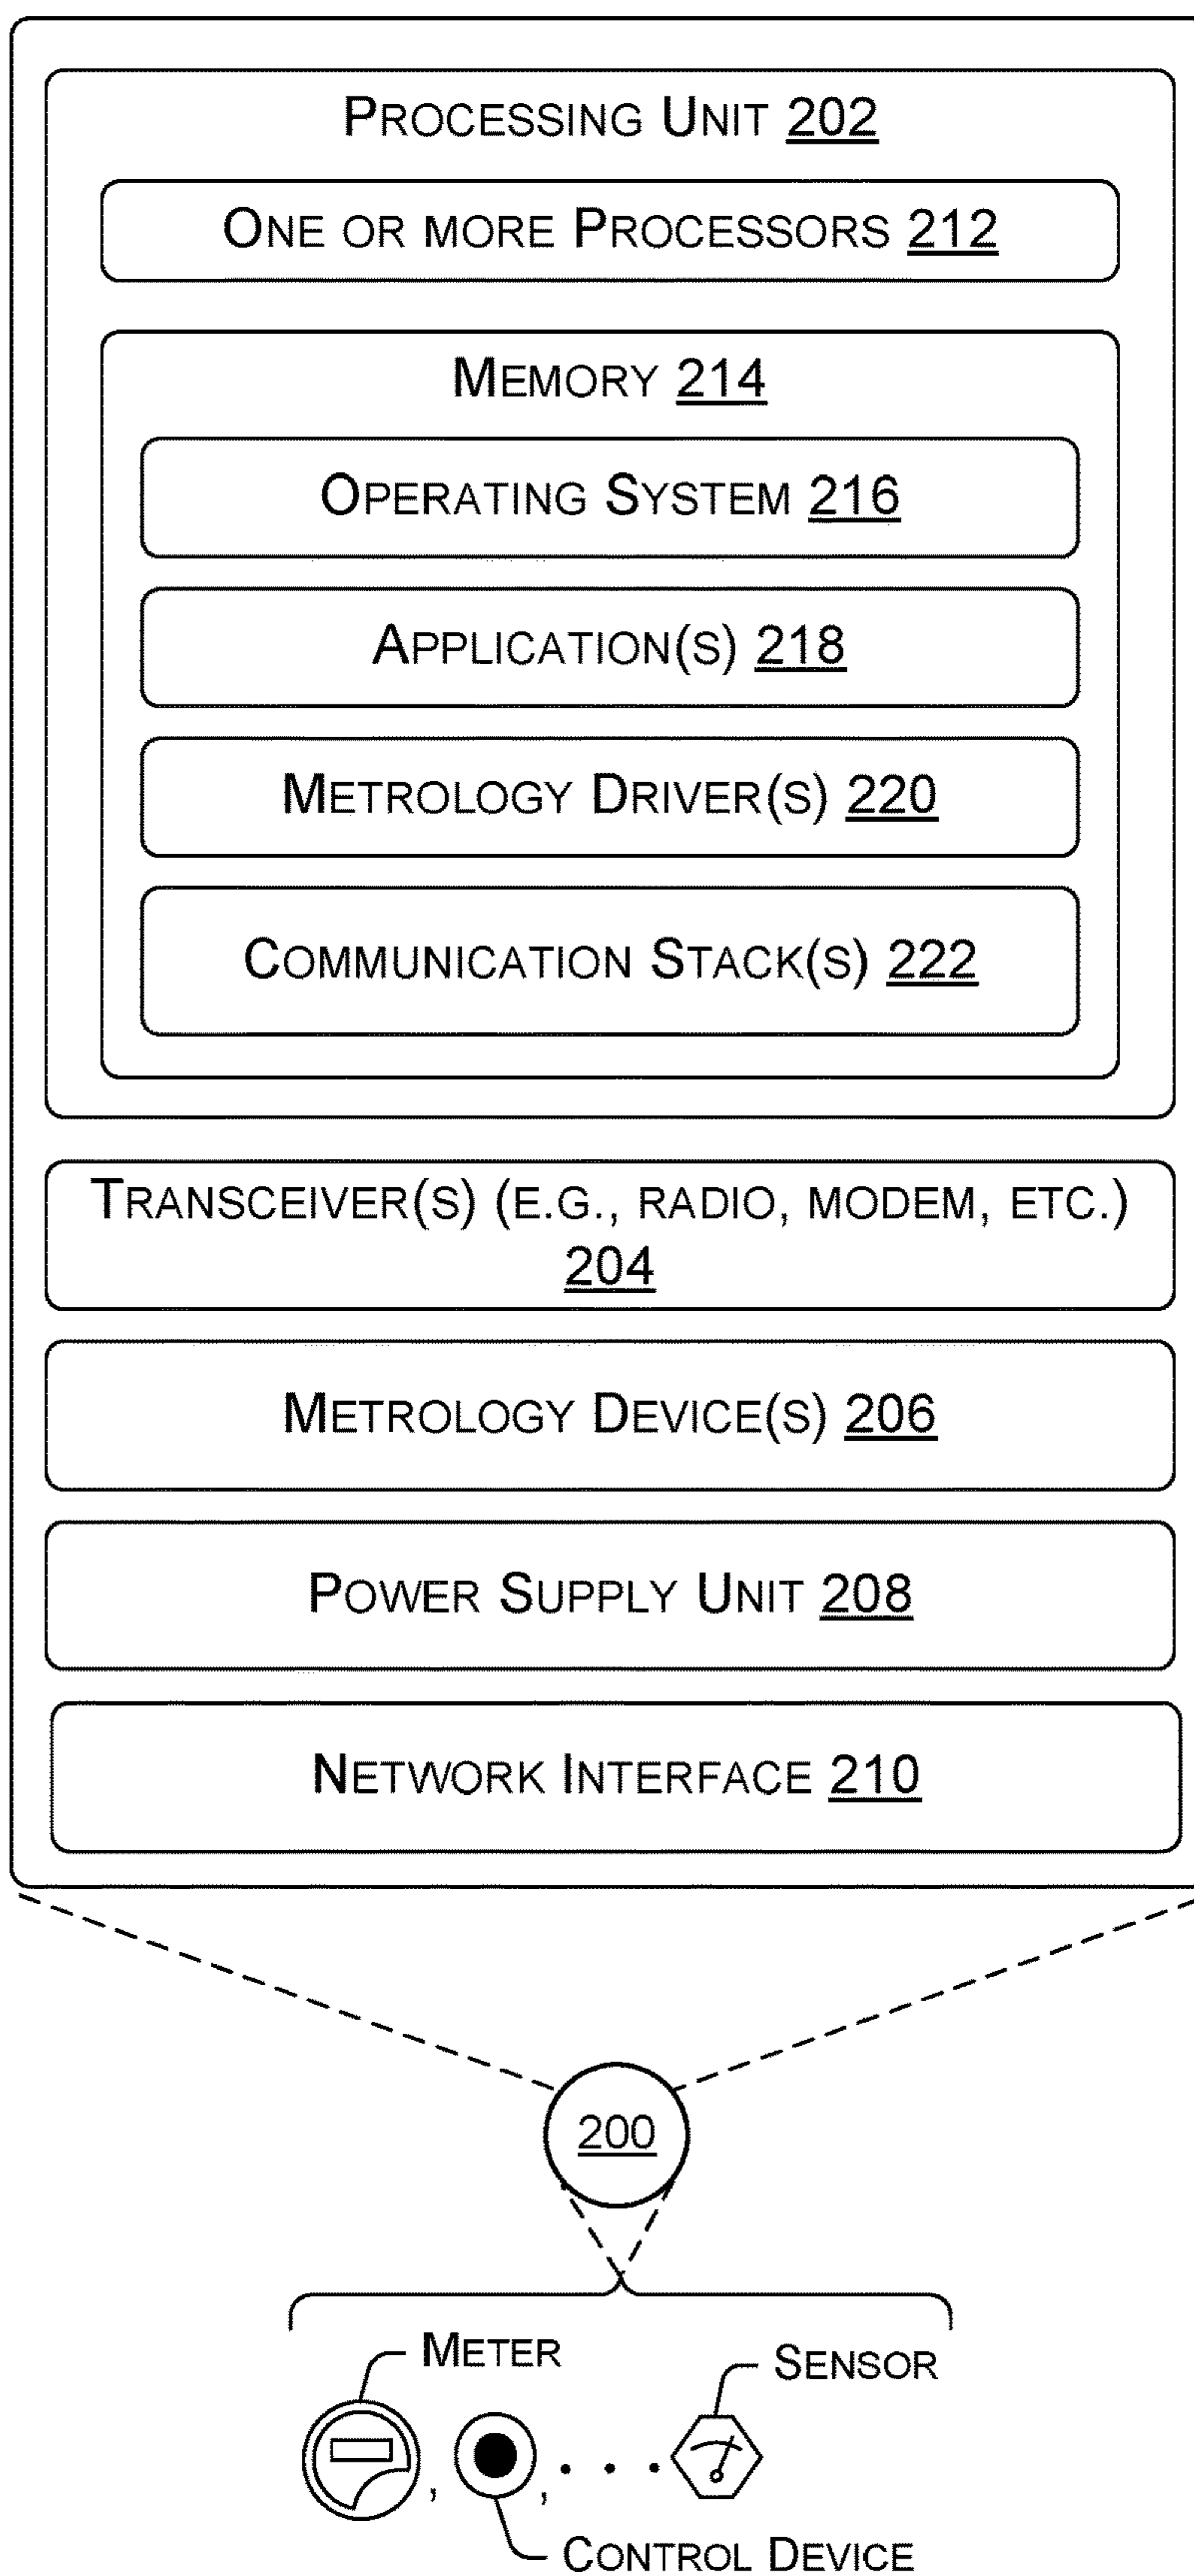 PROCESSING UNIT 202
ONE OR MORE PROCESSORS 212
MEMORY 214
OPERATING SYSTEM 216
APPLICATION(S) 218
METROLOGY DRIVER(S) 220
COMMUNICATION STACK(S) 222
TRANSCEIVER(S) (E.G., RADIO, MODEM, ETC.)
204
METROLOGY DEVICE(S) 206
POWER SUPPLY UNIT 208
NETWORK INTERFACE 210
200
METER
SENSOR
, , . . .
CONTROL DEVICE